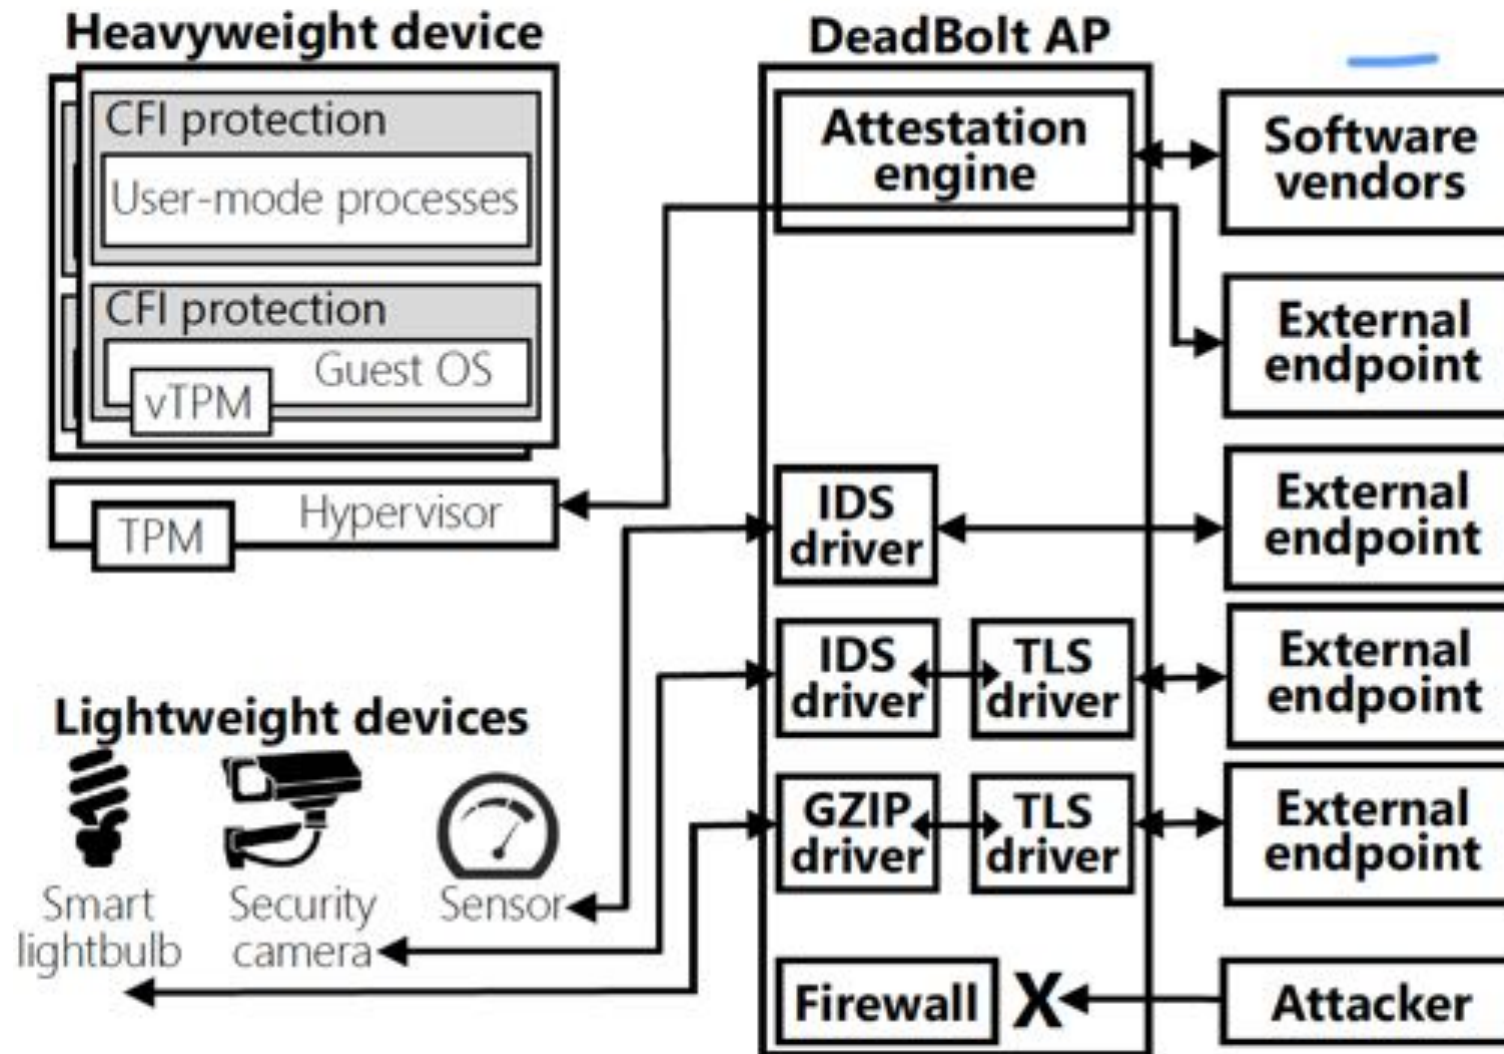 Heavyweight device
CFI protection
User-mode processes
CFI protection
Guest OS
vTPM
Hypervisor
TPM
Lightweight devices
Smart
lightbulb
Security
camera
Sensor
DeadBolt AP
Attestation
engine
IDS
driver
IDS
driver
TLS
driver
GZIP
driver
TLS
driver
Firewall
X
Software
vendors
External
endpoint
External
endpoint
External
endpoint
External
endpoint
Attacker